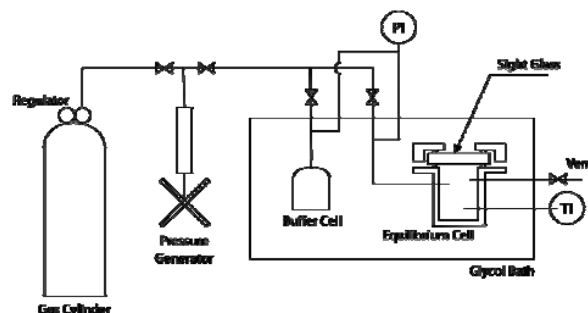 PI
Sight Glass
Regulator
Vent
Buffer Cell
TI
Equilibrium Cell
Pressure
Generator
Glycol Bath
Gas Cylinder